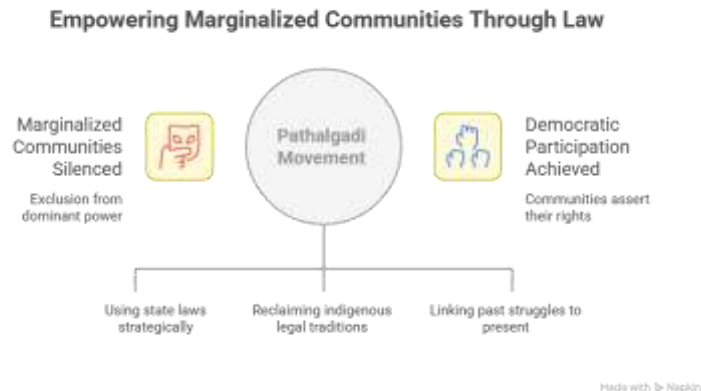 Empowering Marginalized Communities Through Law
Marginalized
Communities
Silenced
Exclusion from
dominant power
Pathalgadi
Movement
Democratic
Participation
Achieved
Communities assert
their rights
Using state laws
strategically
Reclaiming indigenous
legal traditions
Linking past struggles to
present
Made with Napkin